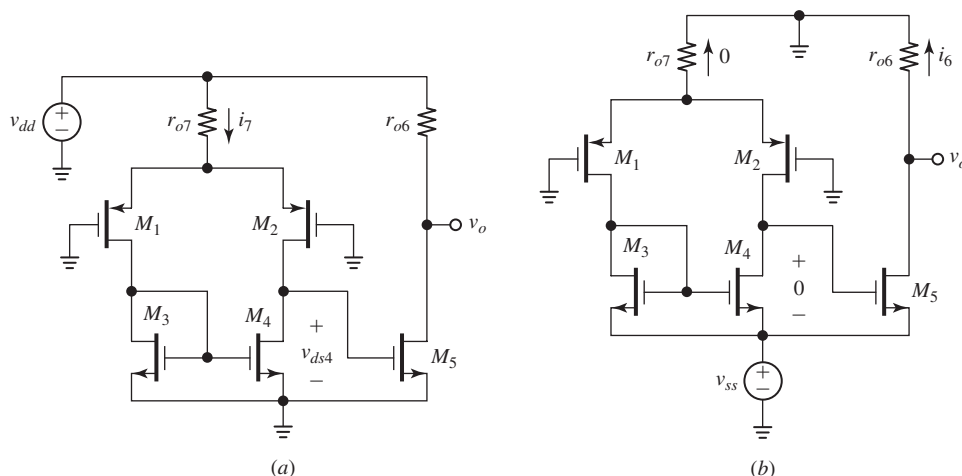 v_dd
+
−
r_o7
i_7
r_o6
M_1
M_2
v_o
M_3
M_4
+
v_ds4
−
M_5
(a)
r_o7
0
r_o6
i_6
M_1
M_2
v_o
M_3
M_4
+
0
−
M_5
v_ss
+
−
(b)